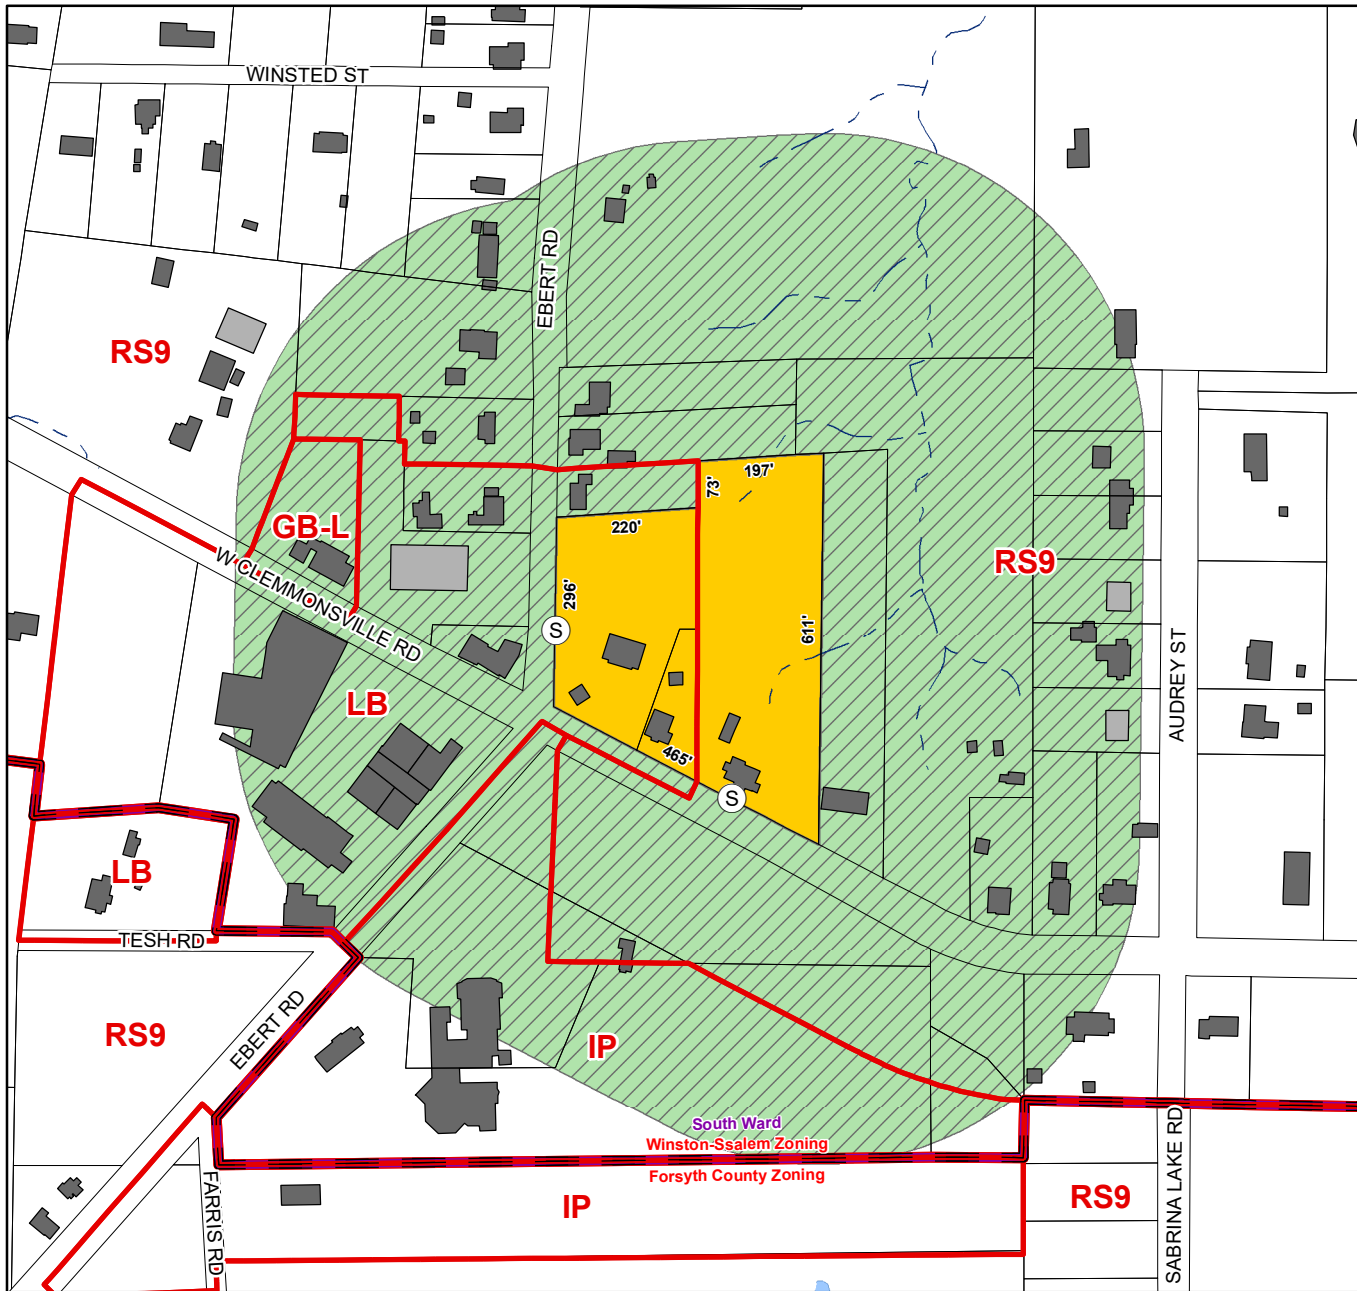 WINSTED ST
EBERT RD
RS9
197'
73'
220'
GB-L
W CLEMMONSVILLE RD
RS9
296'
S
611'
AUDREY ST
LB
465'
S
LB
TESH RD
EBERT RD
RS9
IP
South Ward
Winston-Ssalem Zoning
Forsyth County Zoning
FARRIS RD
IP
RS9
SABRINA LAKE RD